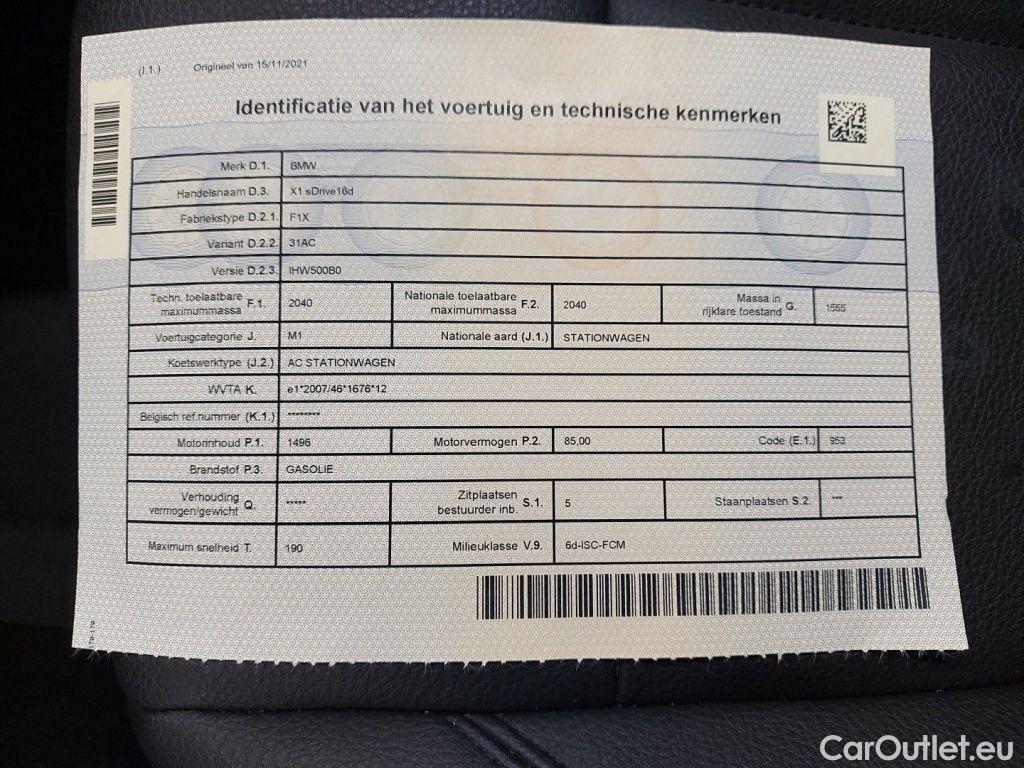 (I.1.) Origineel van 15/11/2021
Identificatie van het voertuig en technische kenmerken
Merk D.1. BMW
Handelsnaam D.3. X1 sDrive16d
Fabriekstype D.2.1. F1X
Variant D.2.2. 31AC
Versie D.2.3. IHW500B0
Techn. toelaatbare maximummassa F.1. 2040 Nationale toelaatbare maximummassa F.2. 2040 Massa in rijklare toestand G. 1555
Voertuigcategorie J. M1 Nationale aard (J.1.) STATIONWAGEN
Koetswerktype (J.2.) AC STATIONWAGEN
WVTA K. e1*2007/46*1676*12
Belgisch ref.nummer (K.1.) ********
Motorinhoud P.1. 1496 Motorvermogen P.2. 85,00 Code (E.1.) 953
Brandstof P.3. GASOLIE
Verhouding vermogen/gewicht Q. ***** Zitplaatsen bestuurder inb. S.1. 5 Staanplaatsen S.2. ***
Maximum snelheid T. 190 Milieuklasse V.9. 6d-ISC-FCM
CarOutlet.eu